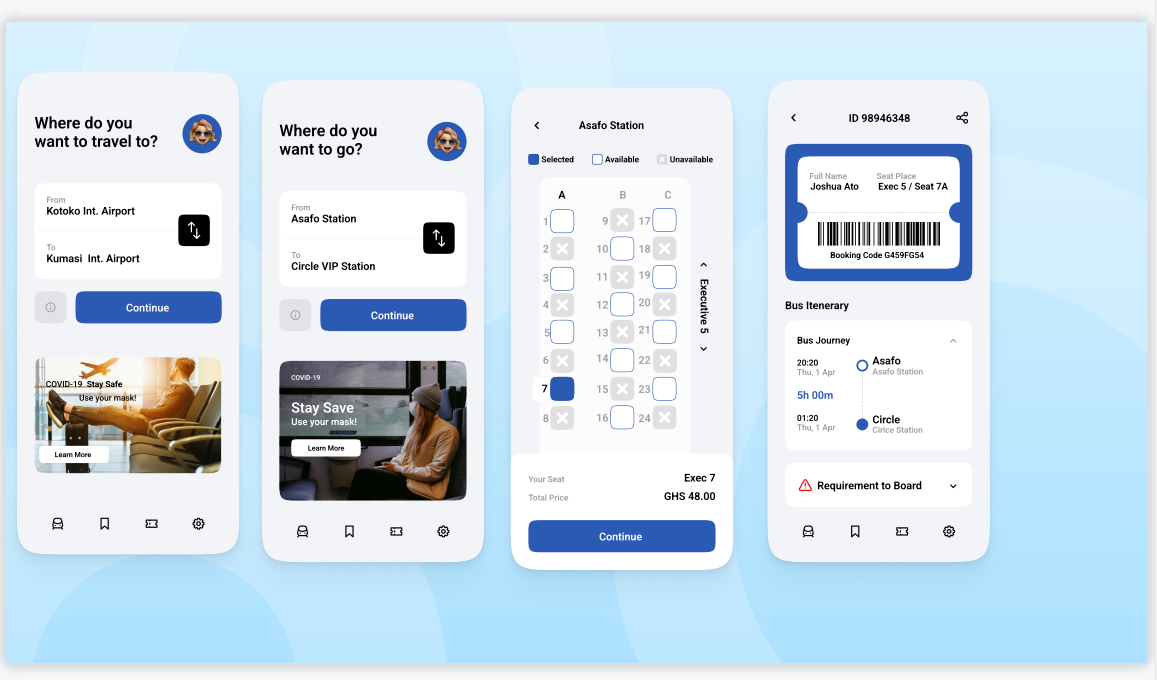 Where do you
want to travel to?
From
Kotoko Int. Airport
To
Kumasi Int. Airport
Continue
COVID-19 Stay Safe
Use your mask!
Learn More
Where do you
want to go?
From
Asafo Station
To
Circle VIP Station
Continue
COVID-19
Stay Save
Use your mask!
Learn More
Asafo Station
Selected Available Unavailable
A B C
1 9 17
2 10 18
3 11 19
4 12 20
5 13 21
6 14 22
7 15 23
8 16 24
Executive 5
Your Seat Exec 7
Total Price GHS 48.00
Continue
ID 98946348
Full Name Seat Place
Joshua Ato Exec 5 / Seat 7A
Booking Code G459FG54
Bus Itenerary
Bus Journey
20:20 Asafo
Thu, 1 Apr Asafo Station
5h 00m
01:20 Circle
Thu, 1 Apr Cirlce Station
Requirement to Board